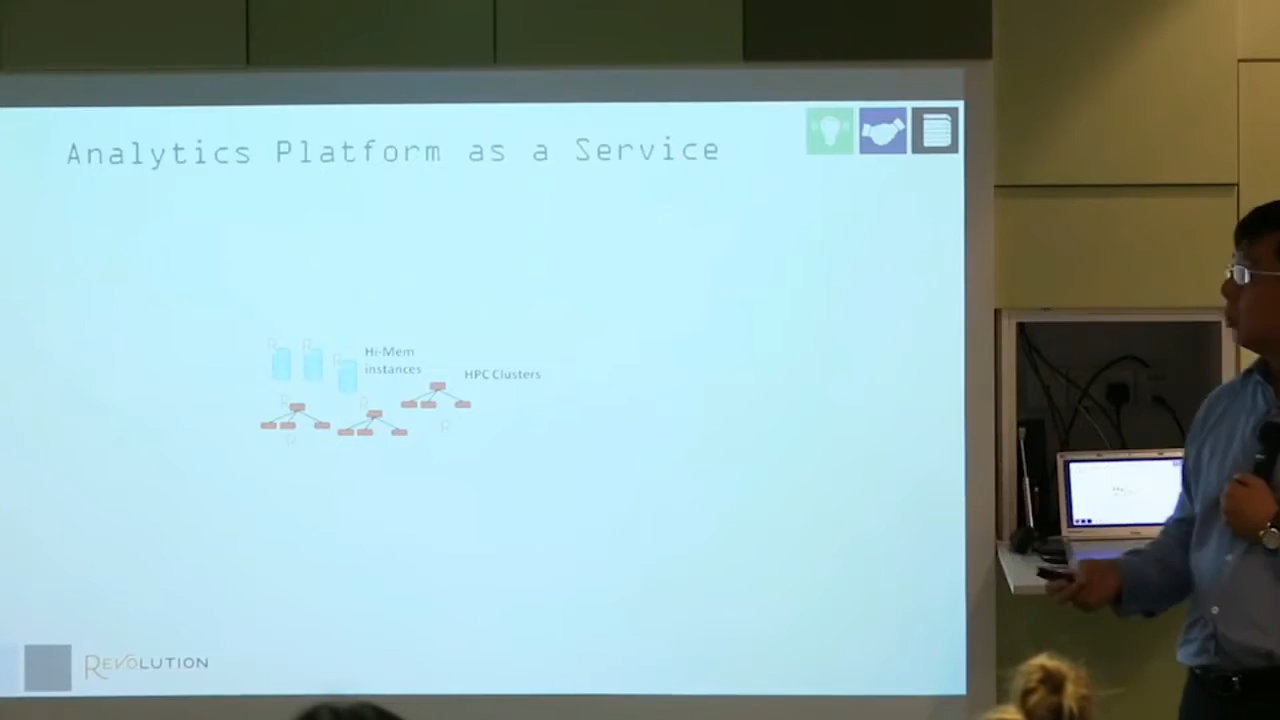 Analytics Platform as a Service
R
R
R
Hi-Mem
instances
HPC Clusters
R
R
R
R
REVOLUTION